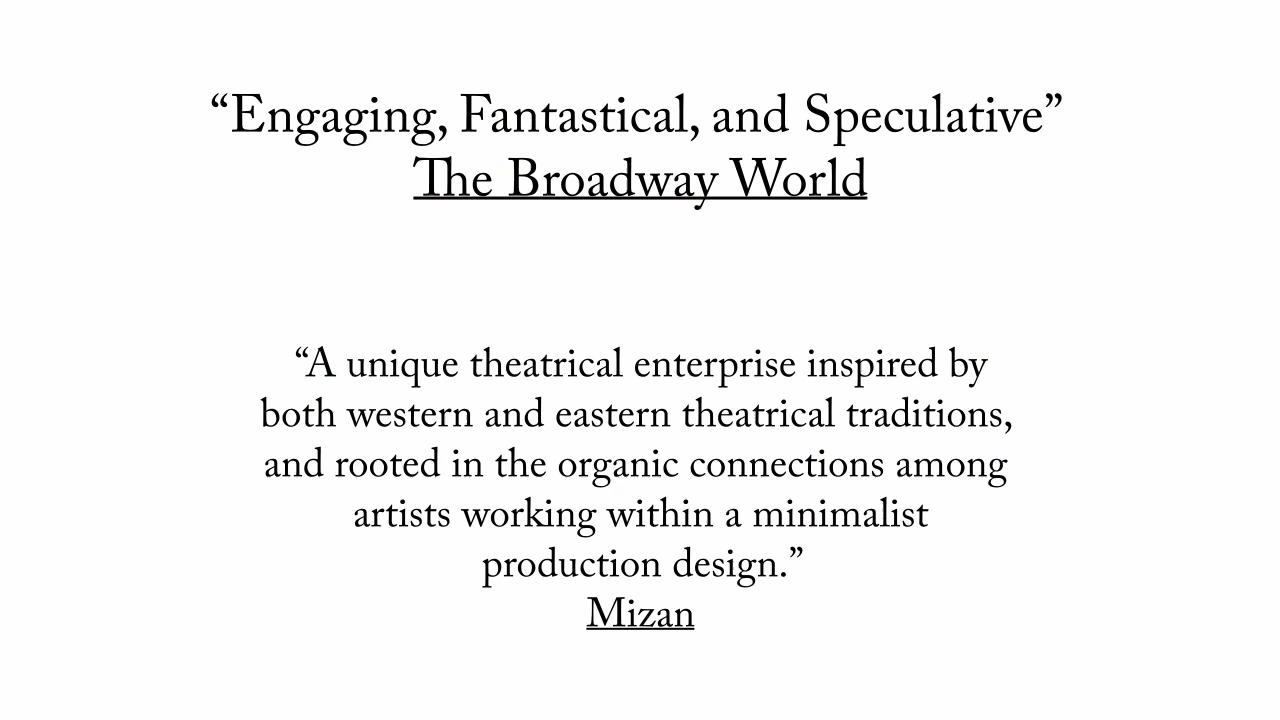 “Engaging, Fantastical, and Speculative”
The Broadway World
“A unique theatrical enterprise inspired by
both western and eastern theatrical traditions,
and rooted in the organic connections among
artists working within a minimalist
production design.”
Mizan